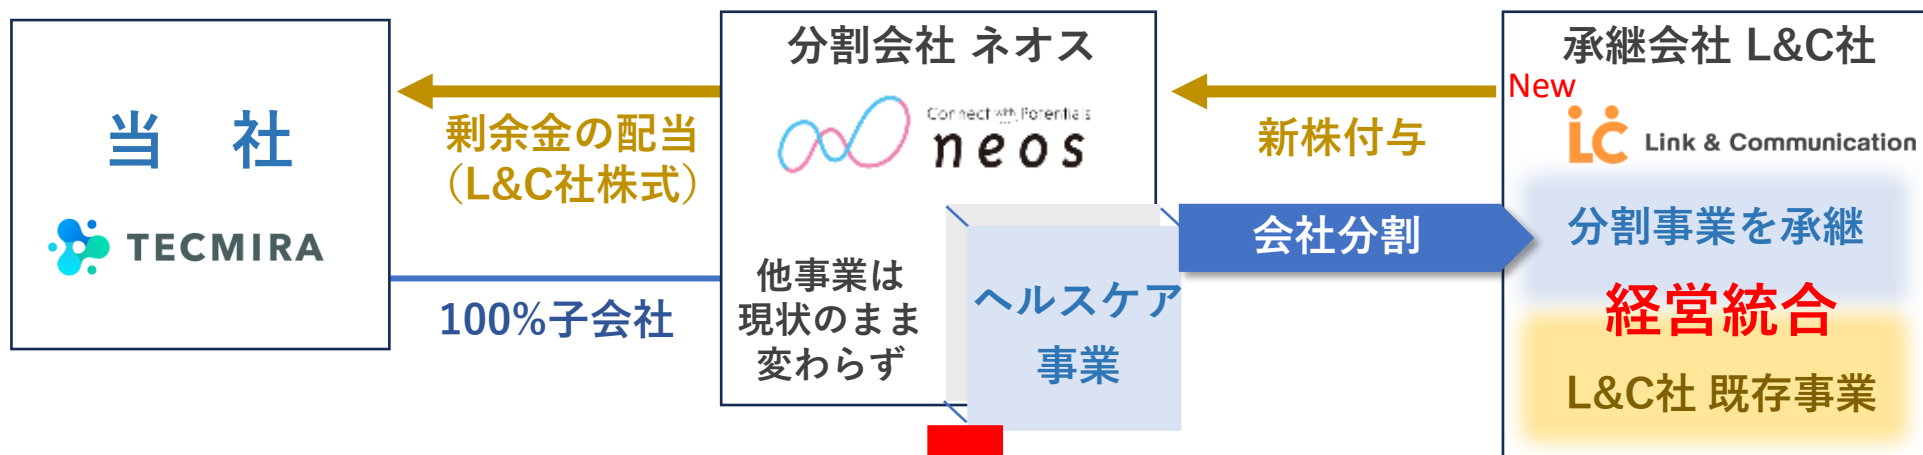 当 社
TECMIRA
剰余金の配当
（L&C社株式）
100%子会社
分割会社 ネオス
Connect with Potentials
neos
他事業は
現状のまま
変わらず
ヘルスケア
事業
新株付与
会社分割
承継会社 L&C社
New
LC Link & Communication
分割事業を承継
経営統合
L&C社 既存事業